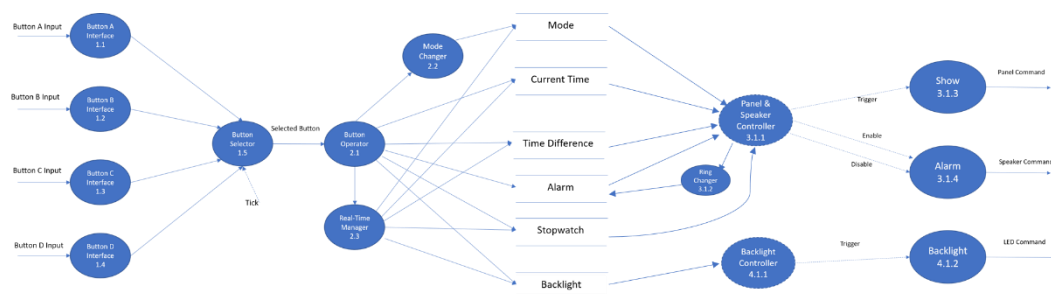 Button A Input
Button A
Interface
1.1
Button B Input
Button B
Interface
1.2
Button C Input
Button C
Interface
1.3
Button D Input
Button D
Interface
1.4
Button
Selector
1.5
Tick
Selected Button
Button
Operator
2.1
Mode
Changer
2.2
Real-Time
Manager
2.3
Mode
Current Time
Time Difference
Alarm
Stopwatch
Backlight
Panel &
Speaker
Controller
3.1.1
Ring
Changer
3.1.2
Backlight
Controller
4.1.1
Trigger
Enable
Disable
Trigger
Show
3.1.3
Panel Command
Alarm
3.1.4
Speaker Command
Backlight
4.1.2
LED Command